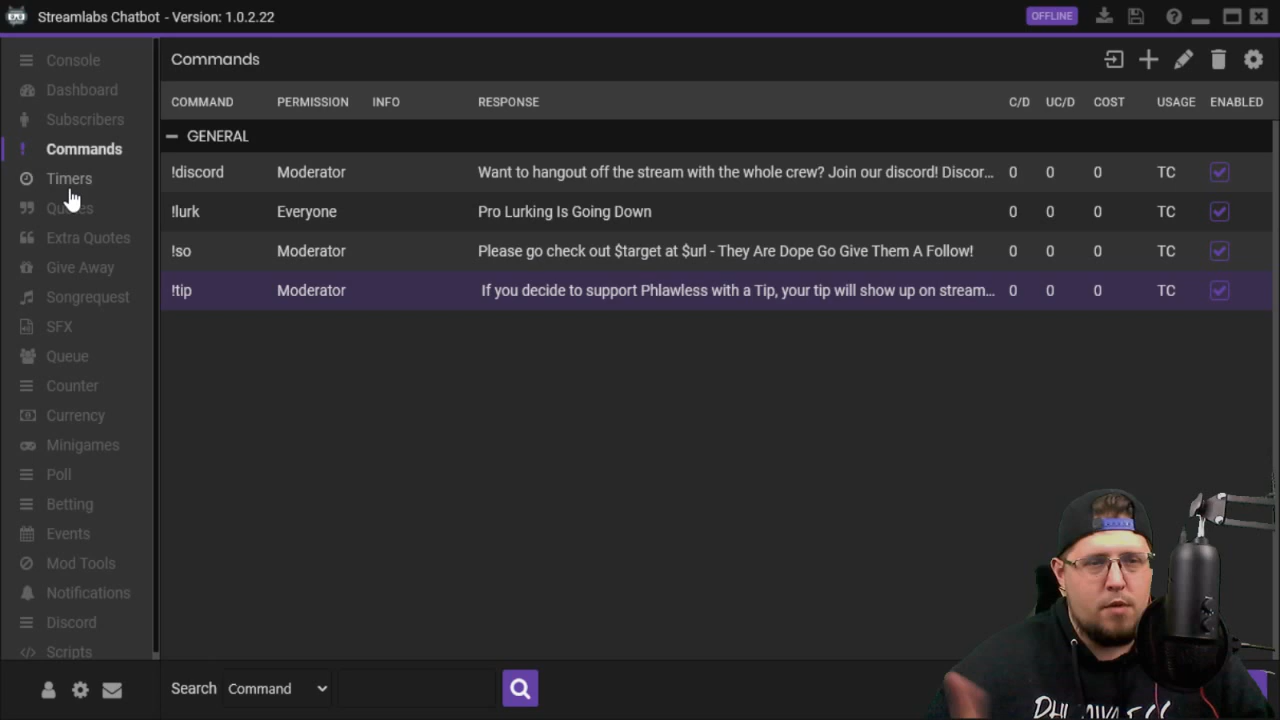 Streamlabs Chatbot - Version: 1.0.2.22
OFFLINE
Console
Dashboard
Subscribers
Commands
Timers
Quotes
Extra Quotes
Give Away
Songrequest
SFX
Queue
Counter
Currency
Minigames
Poll
Betting
Events
Mod Tools
Notifications
Discord
Scripts
Commands
COMMAND PERMISSION INFO RESPONSE C/D UC/D COST USAGE ENABLED
GENERAL
!discord Moderator Want to hangout off the stream with the whole crew? Join our discord! Discor... 0 0 0 TC
!lurk Everyone Pro Lurking Is Going Down 0 0 0 TC
!so Moderator Please go check out $target at $url - They Are Dope Go Give Them A Follow! 0 0 0 TC
!tip Moderator If you decide to support Phlawless with a Tip, your tip will show up on stream... 0 0 0 TC
Search Command